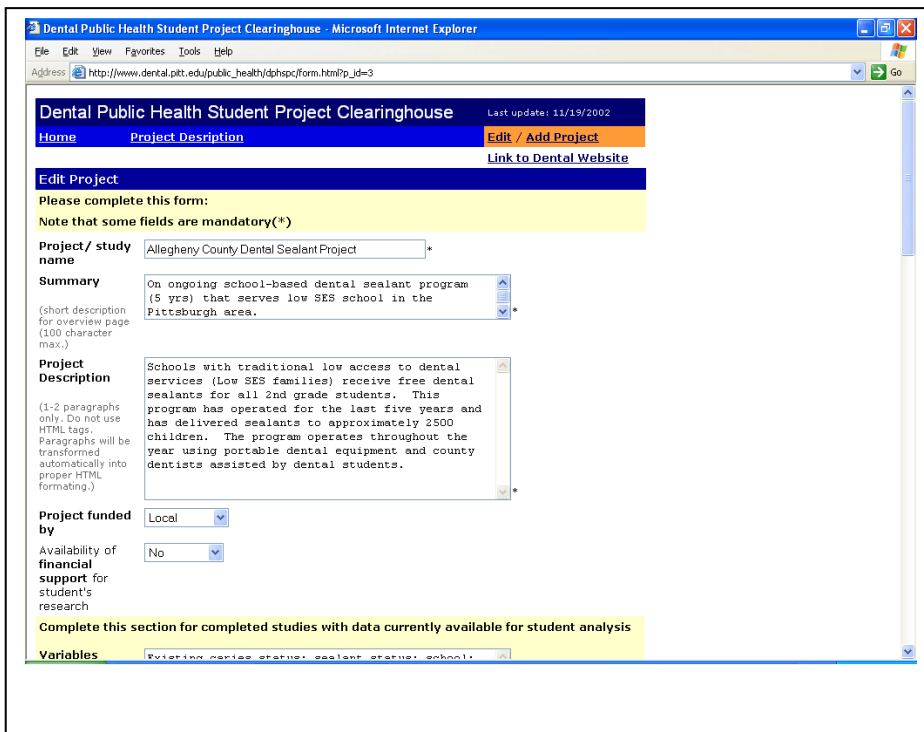 Dental Public Health Student Project Clearinghouse - Microsoft Internet Explorer
File Edit View Favorites Tools Help
Address http://www.dental.pitt.edu/public_health/dphspc/form.html?p_id=3 Go
Dental Public Health Student Project Clearinghouse Last update: 11/19/2002
Home Project Desription Edit / Add Project
Link to Dental Website
Edit Project
Please complete this form:
Note that some fields are mandatory(*)
Project/ study
name
Allegheny County Dental Sealant Project *
Summary
(short description
for overview page
(100 character
max.)
On ongoing school-based dental sealant program
(5 yrs) that serves low SES school in the
Pittsburgh area. *
Project
Description
(1-2 paragraphs
only. Do not use
HTML tags.
Paragraphs will be
transformed
automatically into
proper HTML
formating.)
Schools with traditional low access to dental
services (Low SES families) receive free dental
sealants for all 2nd grade students. This
program has operated for the last five years and
has delivered sealants to approximately 2500
children. The program operates throughout the
year using portable dental equipment and county
dentists assisted by dental students.
*
Project funded
by
Local
Availability of
financial
support for
student's
research
No
Complete this section for completed studies with data currently available for student analysis
Variables
Existing caries status; sealant status; school;